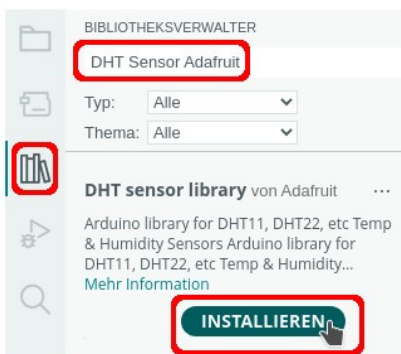 BIBLIOTHEKSVERWALTER
DHT Sensor Adafruit
Typ: Alle
Thema: Alle
DHT sensor library von Adafruit ...
Arduino library for DHT11, DHT22, etc Temp
& Humidity Sensors Arduino library for
DHT11, DHT22, etc Temp & Humidity...
Mehr Information
INSTALLIEREN